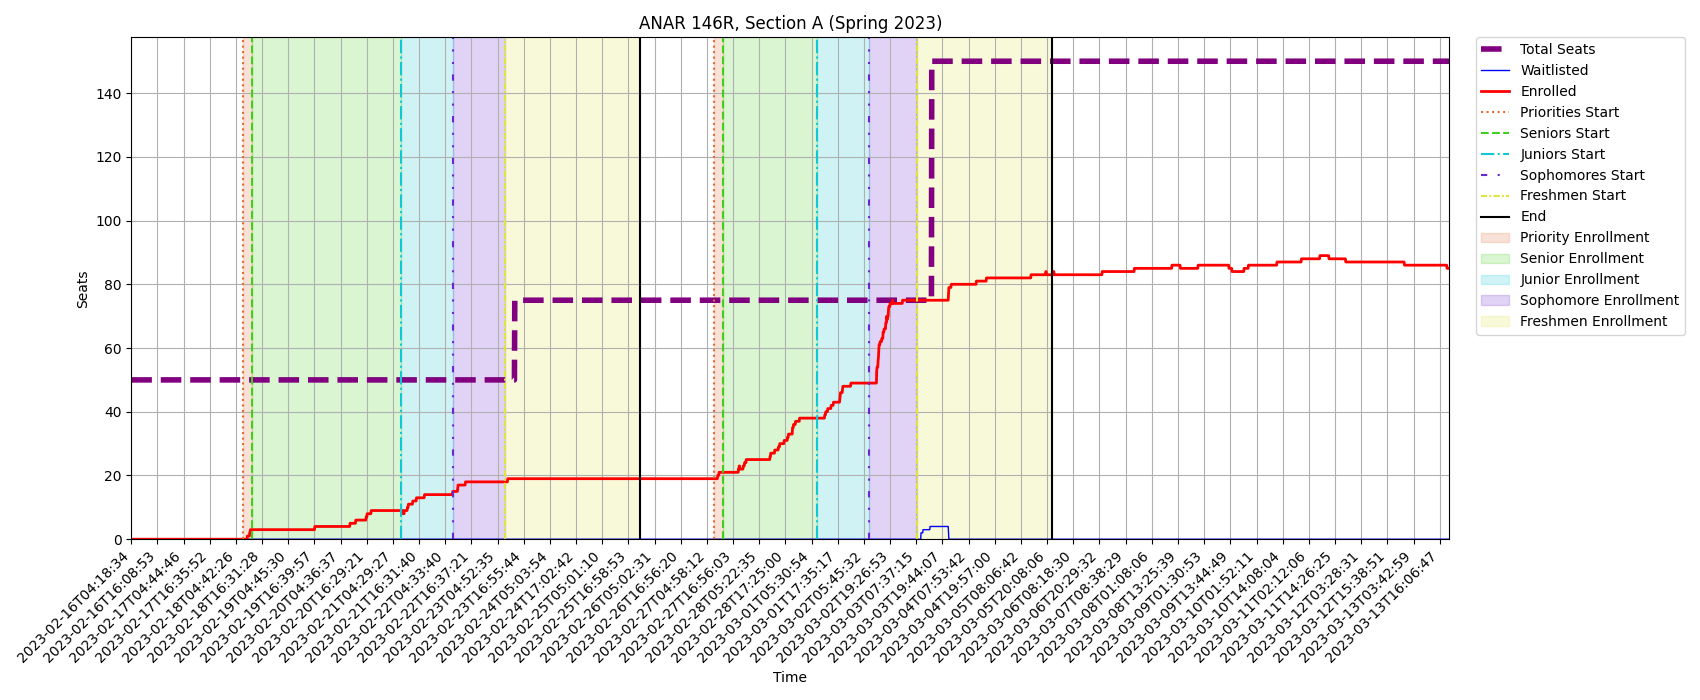 ANAR 146R, Section A (Spring 2023)
Total Seats
Waitlisted
Enrolled
Priorities Start
Seniors Start
Juniors Start
Sophomores Start
Freshmen Start
End
Priority Enrollment
Senior Enrollment
Junior Enrollment
Sophomore Enrollment
Freshmen Enrollment
Seats
140
120
100
80
60
40
20
0
2023-02-16T04:18:34
2023-02-16T16:08:53
2023-02-17T04:44:46
2023-02-17T16:35:52
2023-02-18T04:42:26
2023-02-18T16:31:28
2023-02-19T04:45:30
2023-02-19T16:39:57
2023-02-20T04:36:37
2023-02-20T16:29:21
2023-02-21T04:29:27
2023-02-21T16:31:40
2023-02-22T04:33:40
2023-02-22T16:37:21
2023-02-23T04:52:35
2023-02-23T16:55:44
2023-02-24T05:03:54
2023-02-24T17:02:42
2023-02-25T05:01:10
2023-02-25T16:58:53
2023-02-26T05:02:31
2023-02-26T16:56:20
2023-02-27T04:58:12
2023-02-27T16:56:03
2023-02-28T05:22:35
2023-02-28T17:25:00
2023-03-01T05:30:54
2023-03-01T17:35:17
2023-03-02T05:45:32
2023-03-02T19:26:53
2023-03-03T07:37:15
2023-03-03T19:44:07
2023-03-04T07:53:42
2023-03-04T19:57:00
2023-03-05T08:06:42
2023-03-05T20:08:06
2023-03-06T08:18:30
2023-03-06T20:29:32
2023-03-07T08:38:29
2023-03-08T01:08:06
2023-03-08T13:25:39
2023-03-09T01:30:53
2023-03-09T13:44:49
2023-03-10T01:52:11
2023-03-10T14:08:04
2023-03-11T02:12:06
2023-03-11T14:26:25
2023-03-12T03:28:31
2023-03-12T15:38:51
2023-03-13T03:42:59
2023-03-13T16:06:47
Time